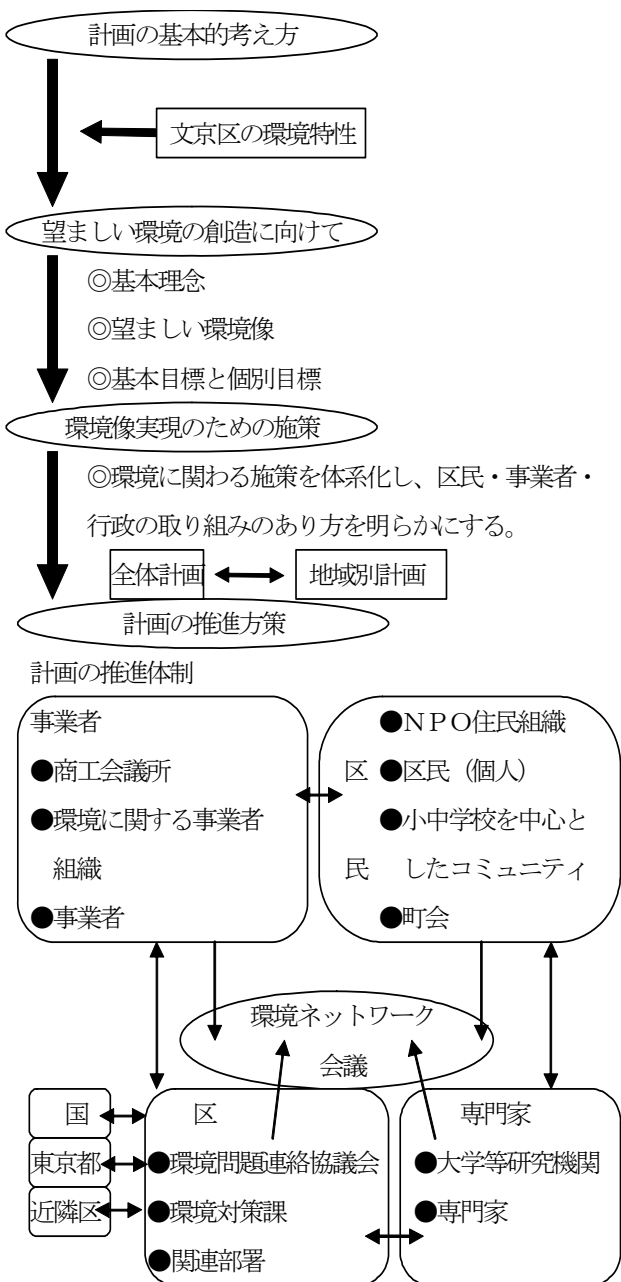 計画の基本的考え方
文京区の環境特性
望ましい環境の創造に向けて
◎基本理念
◎望ましい環境像
◎基本目標と個別目標
環境像実現のための施策
◎環境に関わる施策を体系化し、区民・事業者・
行政の取り組みのあり方を明らかにする。
全体計画
地域別計画
計画の推進方策
計画の推進体制
事業者
●商工会議所
●環境に関する事業者
組織
●事業者
区民
●ＮＰＯ住民組織
●区民（個人）
●小中学校を中心と
したコミュニティ
●町会
環境ネットワーク
会議
国
東京都
近隣区
区
●環境問題連絡協議会
●環境対策課
●関連部署
専門家
●大学等研究機関
●専門家